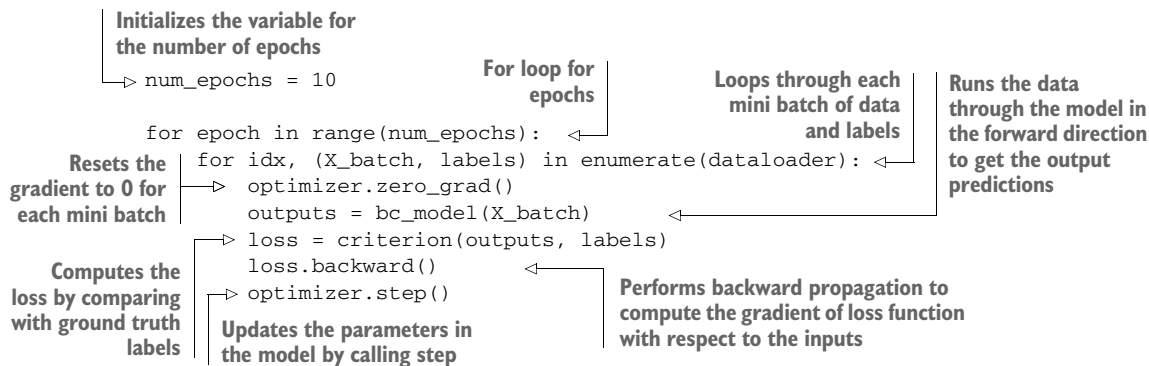 Initializes the variable for
the number of epochs
num_epochs = 10
For loop for
epochs
Loops through each
mini batch of data
and labels
Runs the data
through the model in
the forward direction
to get the output
predictions
for epoch in range(num_epochs):
for idx, (X_batch, labels) in enumerate(dataloader):
Resets the
gradient to 0 for
each mini batch
optimizer.zero_grad()
outputs = bc_model(X_batch)
loss = criterion(outputs, labels)
loss.backward()
optimizer.step()
Computes the
loss by comparing
with ground truth
labels
Updates the parameters in
the model by calling step
Performs backward propagation to
compute the gradient of loss function
with respect to the inputs